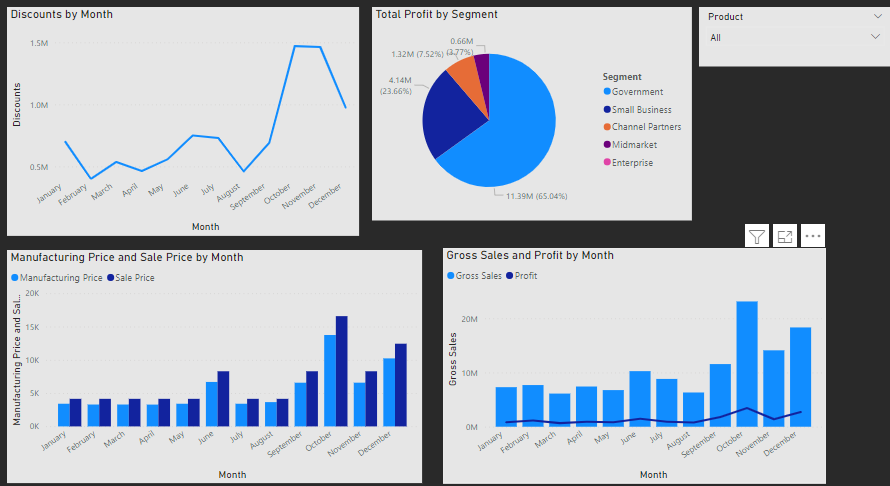 Discounts by Month
1.5M
1.0M
0.5M
Discounts
January
February
March
April
May
June
July
August
September
October
November
December
Month
Total Profit by Segment
0.66M
(3.77%)
1.32M (7.52%)
4.14M
(23.66%)
11.39M (65.04%)
Segment
Government
Small Business
Channel Partners
Midmarket
Enterprise
Product
All
Manufacturing Price and Sale Price by Month
Manufacturing Price Sale Price
20K
15K
10K
5K
0K
Manufacturing Price and Sal...
January
February
March
April
May
June
July
August
September
October
November
December
Month
Gross Sales and Profit by Month
Gross Sales Profit
20M
10M
0M
Gross Sales
January
February
March
April
May
June
July
August
September
October
November
December
Month